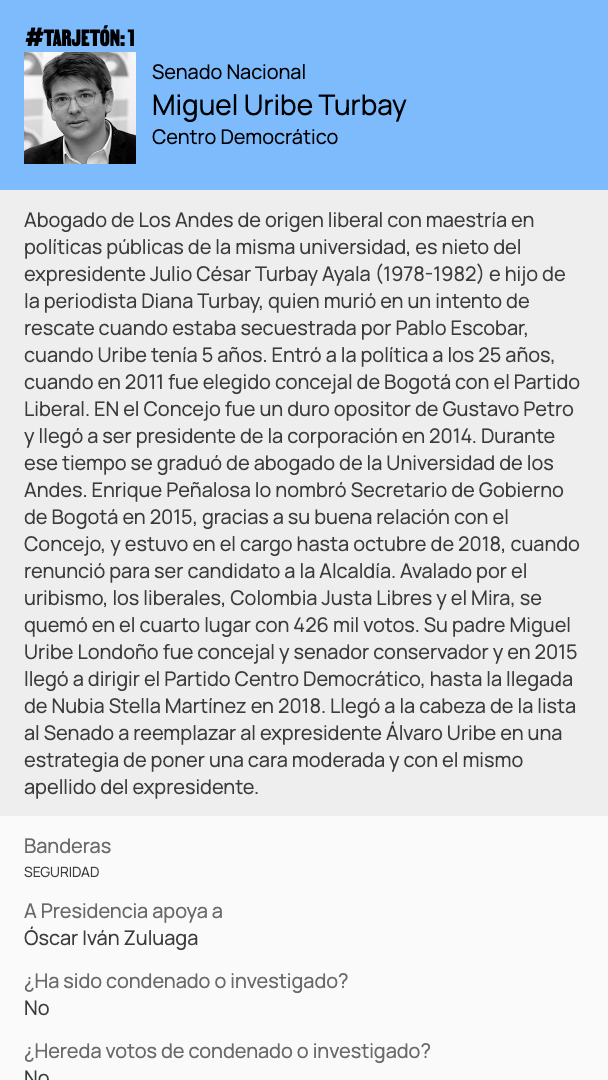 #TARJETÓN: 1
Senado Nacional
Miguel Uribe Turbay
Centro Democrático
Abogado de Los Andes de origen liberal con maestría en
políticas públicas de la misma universidad, es nieto del
expresidente Julio César Turbay Ayala (1978-1982) e hijo de
la periodista Diana Turbay, quien murió en un intento de
rescate cuando estaba secuestrada por Pablo Escobar,
cuando Uribe tenía 5 años. Entró a la política a los 25 años,
cuando en 2011 fue elegido concejal de Bogotá con el Partido
Liberal. EN el Concejo fue un duro opositor de Gustavo Petro
y llegó a ser presidente de la corporación en 2014. Durante
ese tiempo se graduó de abogado de la Universidad de los
Andes. Enrique Peñalosa lo nombró Secretario de Gobierno
de Bogotá en 2015, gracias a su buena relación con el
Concejo, y estuvo en el cargo hasta octubre de 2018, cuando
renunció para ser candidato a la Alcaldía. Avalado por el
uribismo, los liberales, Colombia Justa Libres y el Mira, se
quemó en el cuarto lugar con 426 mil votos. Su padre Miguel
Uribe Londoño fue concejal y senador conservador y en 2015
llegó a dirigir el Partido Centro Democrático, hasta la llegada
de Nubia Stella Martínez en 2018. Llegó a la cabeza de la lista
al Senado a reemplazar al expresidente Álvaro Uribe en una
estrategia de poner una cara moderada y con el mismo
apellido del expresidente.
Banderas
SEGURIDAD
A Presidencia apoya a
Óscar Iván Zuluaga
¿Ha sido condenado o investigado?
No
¿Hereda votos de condenado o investigado?
No